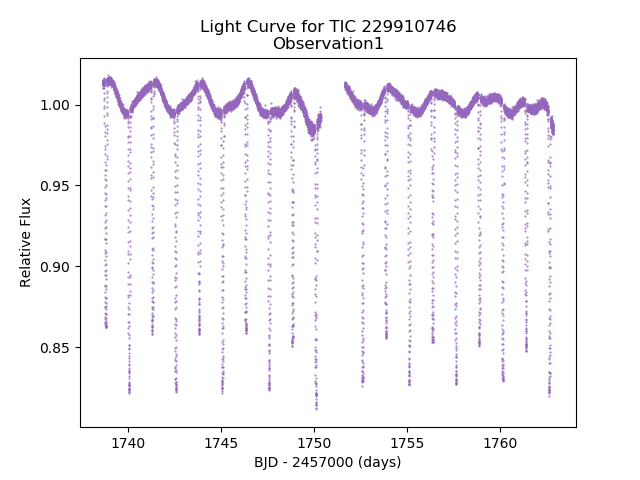 Light Curve for TIC 229910746
Observation1
Relative Flux
1.00
0.95
0.90
0.85
1740
1745
1750
1755
1760
BJD - 2457000 (days)